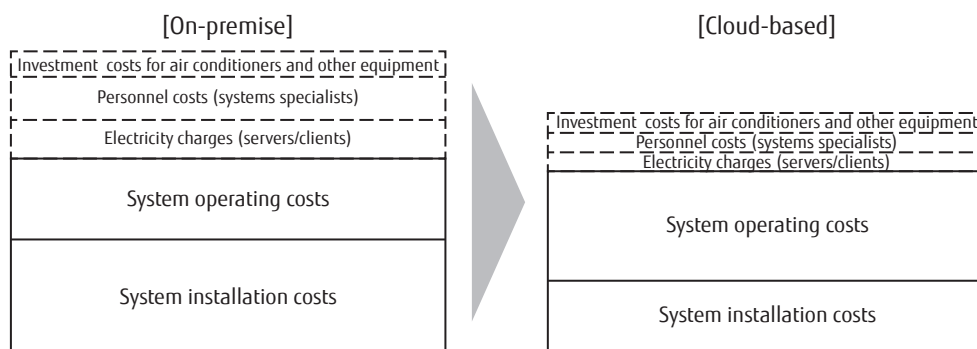 [On-premise]
Investment costs for air conditioners and other equipment
Personnel costs (systems specialists)
Electricity charges (servers/clients)
System operating costs
System installation costs
[Cloud-based]
Investment costs for air conditioners and other equipment
Personnel costs (systems specialists)
Electricity charges (servers/clients)
System operating costs
System installation costs